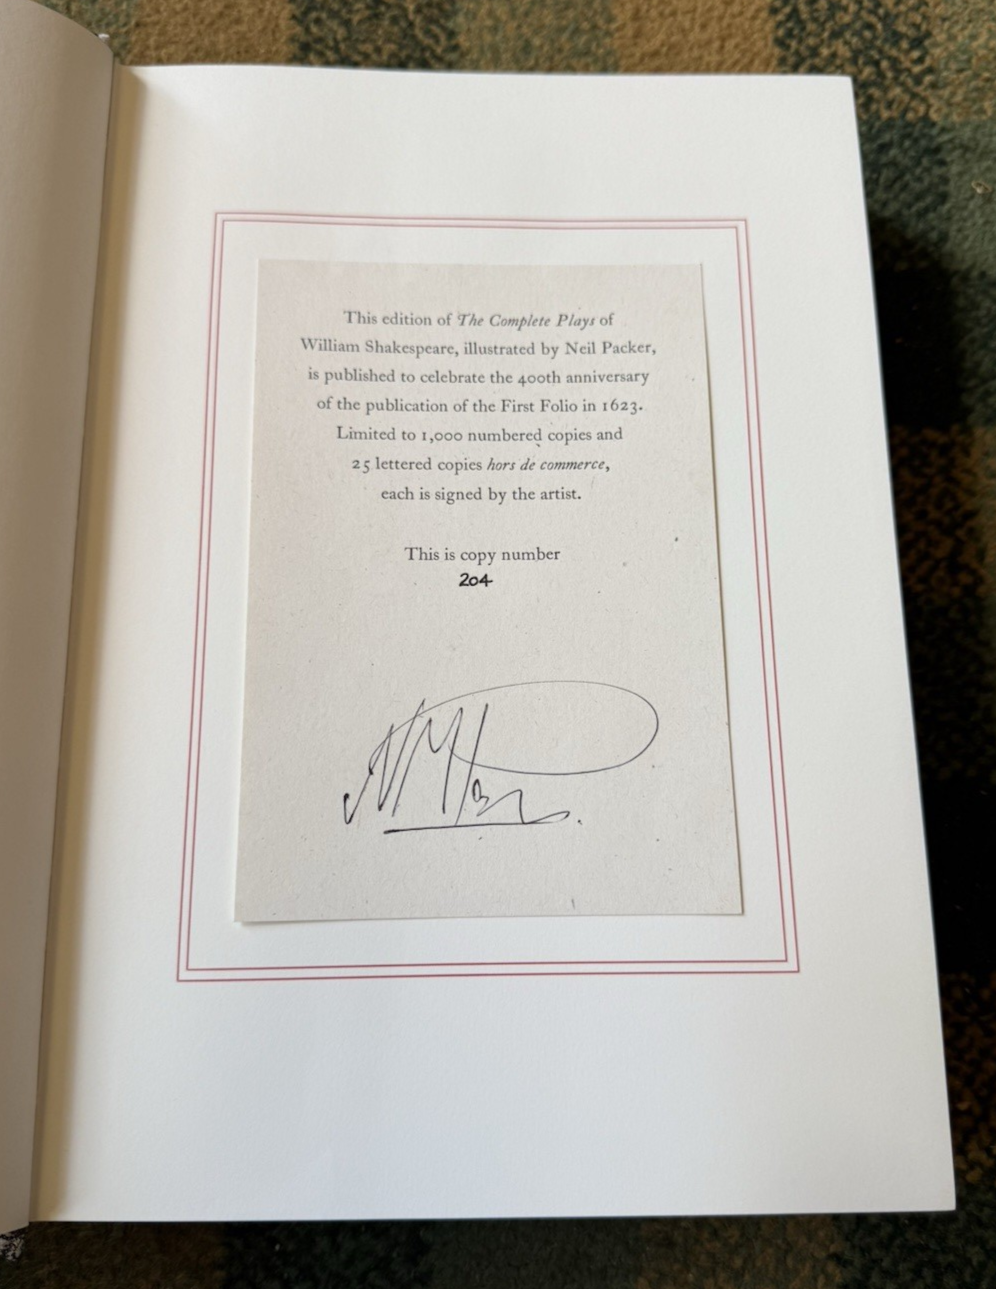 This edition of The Complete Plays of
William Shakespeare, illustrated by Neil Packer,
is published to celebrate the 400th anniversary
of the publication of the First Folio in 1623.
Limited to 1,000 numbered copies and
25 lettered copies hors de commerce,
each is signed by the artist.
This is copy number
204